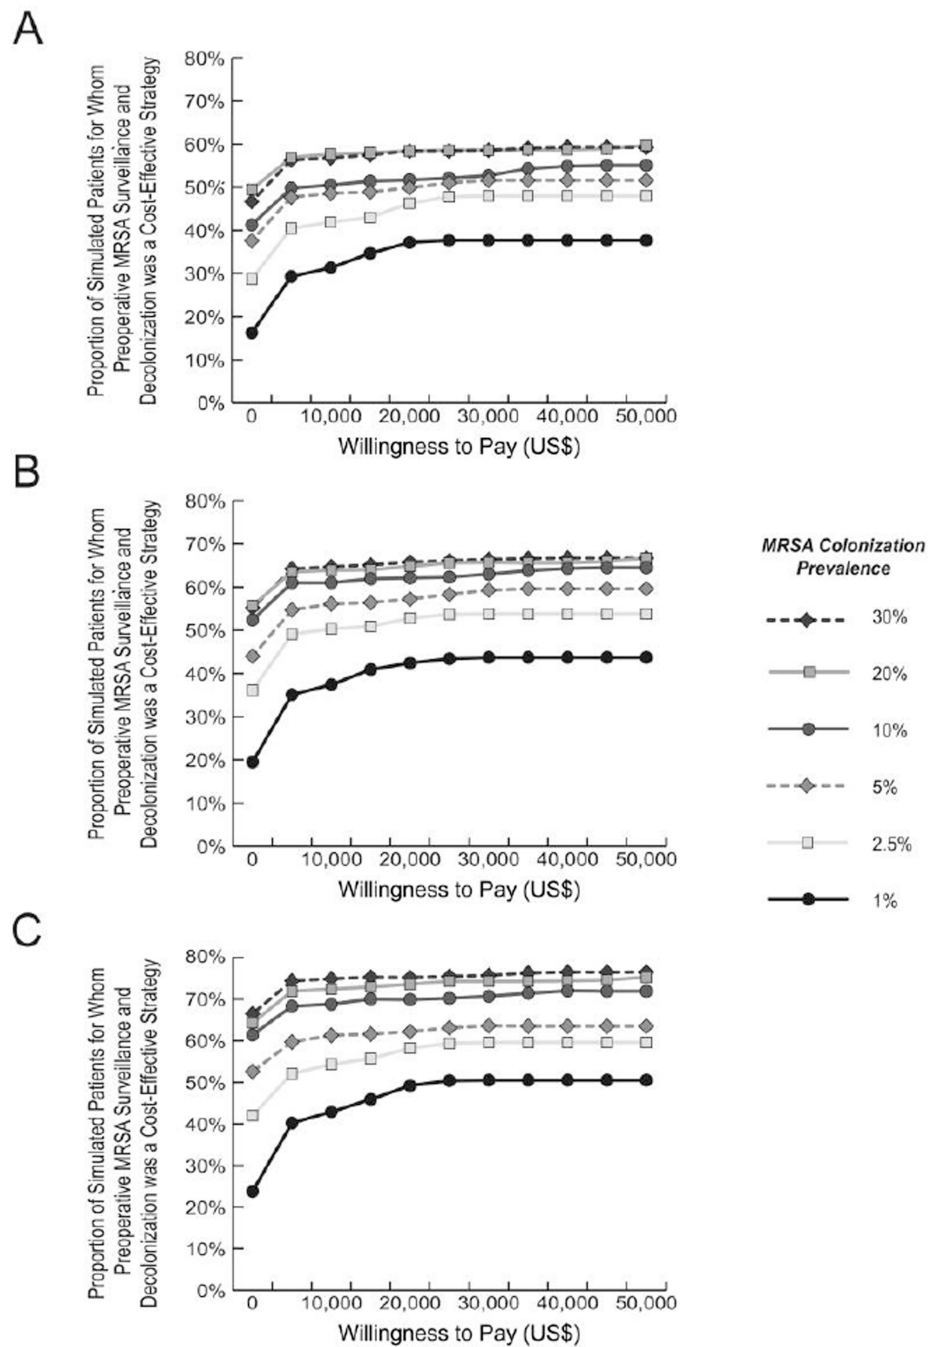 A
Proportion of Simulated Patients for Whom
Preoperative MRSA Surveillance and
Decolonization was a Cost-Effective Strategy
80%
70%
60%
50%
40%
30%
20%
10%
0%
0 10,000 20,000 30,000 40,000 50,000
Willingness to Pay (US$)
B
Proportion of Simulated Patients for Whom
Preoperative MRSA Surveillance and
Decolonization was a Cost-Effective Strategy
80%
70%
60%
50%
40%
30%
20%
10%
0%
0 10,000 20,000 30,000 40,000 50,000
Willingness to Pay (US$)
MRSA Colonization
Prevalence
30%
20%
10%
5%
2.5%
1%
C
Proportion of Simulated Patients for Whom
Preoperative MRSA Surveillance and
Decolonization was a Cost-Effective Strategy
80%
70%
60%
50%
40%
30%
20%
10%
0%
0 10,000 20,000 30,000 40,000 50,000
Willingness to Pay (US$)